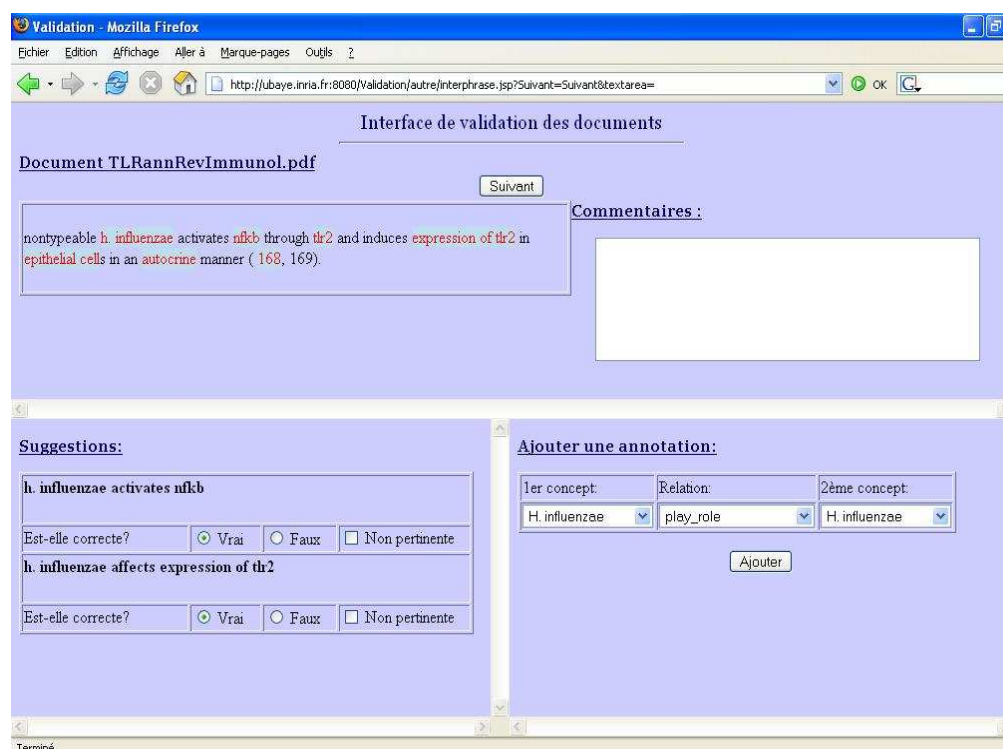 Validation - Mozilla Firefox
Fichier Edition Affichage Aller à Marque-pages Outils ?
http://ubaye.inria.fr:8080/Validation/autre/interphrase.jsp?Suivant=Suivant&textarea= OK G
Interface de validation des documents
Document TLRannRevImmunol.pdf
Suivant
Commentaires :
nontypeable h. influenzae activates nfkb through tlr2 and induces expression of tlr2 in
epithelial cells in an autocrine manner ( 168, 169).
Suggestions:
h. influenzae activates nfkb
Est-elle correcte? Vrai Faux Non pertinente
h. influenzae affects expression of tlr2
Est-elle correcte? Vrai Faux Non pertinente
Ajouter une annotation:
1er concept: Relation: 2ème concept:
H. influenzae play_role H. influenzae
Ajouter
Terminé